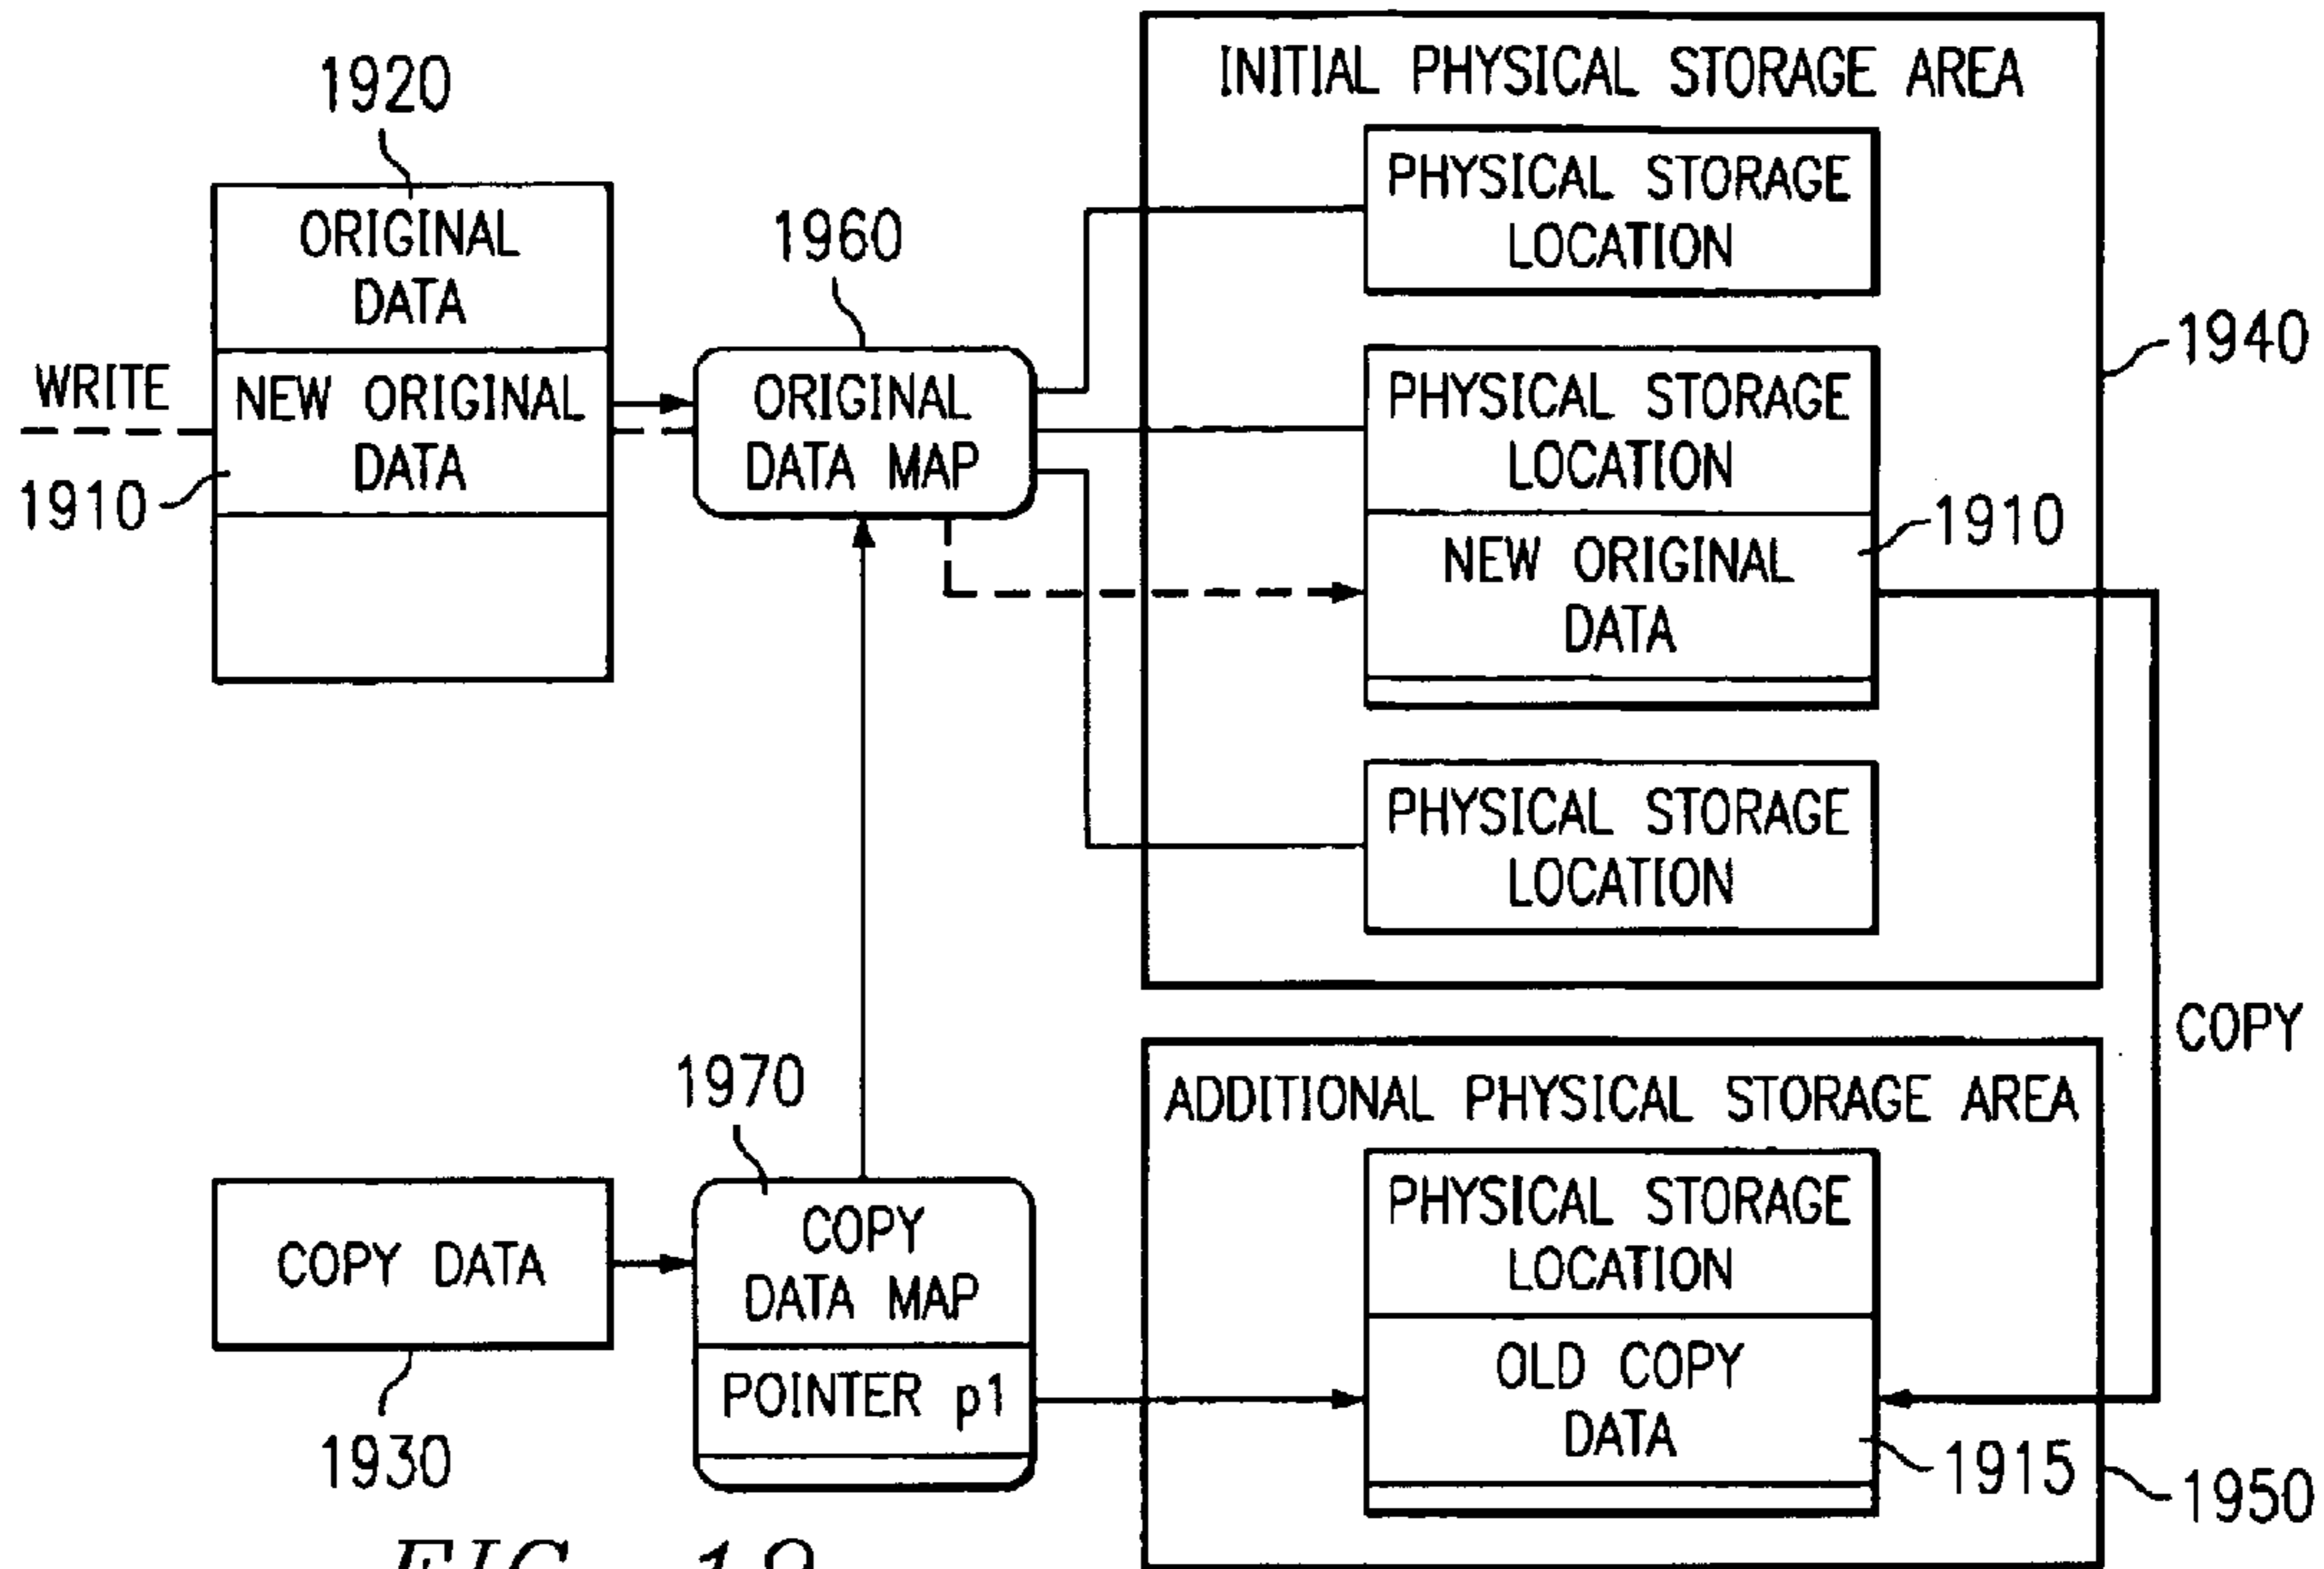 INITIAL PHYSICAL STORAGE AREA
1920
PHYSICAL STORAGE
LOCATION
ORIGINAL
DATA
1960
1940
WRITE
NEW ORIGINAL
DATA
1910
ORIGINAL
DATA MAP
PHYSICAL STORAGE
LOCATION
1910
NEW ORIGINAL
DATA
PHYSICAL STORAGE
LOCATION
COPY
1970
ADDITIONAL PHYSICAL STORAGE AREA
COPY DATA
1930
COPY
DATA MAP
POINTER p1
PHYSICAL STORAGE
LOCATION
OLD COPY
DATA
1915
1950
FIG. 19